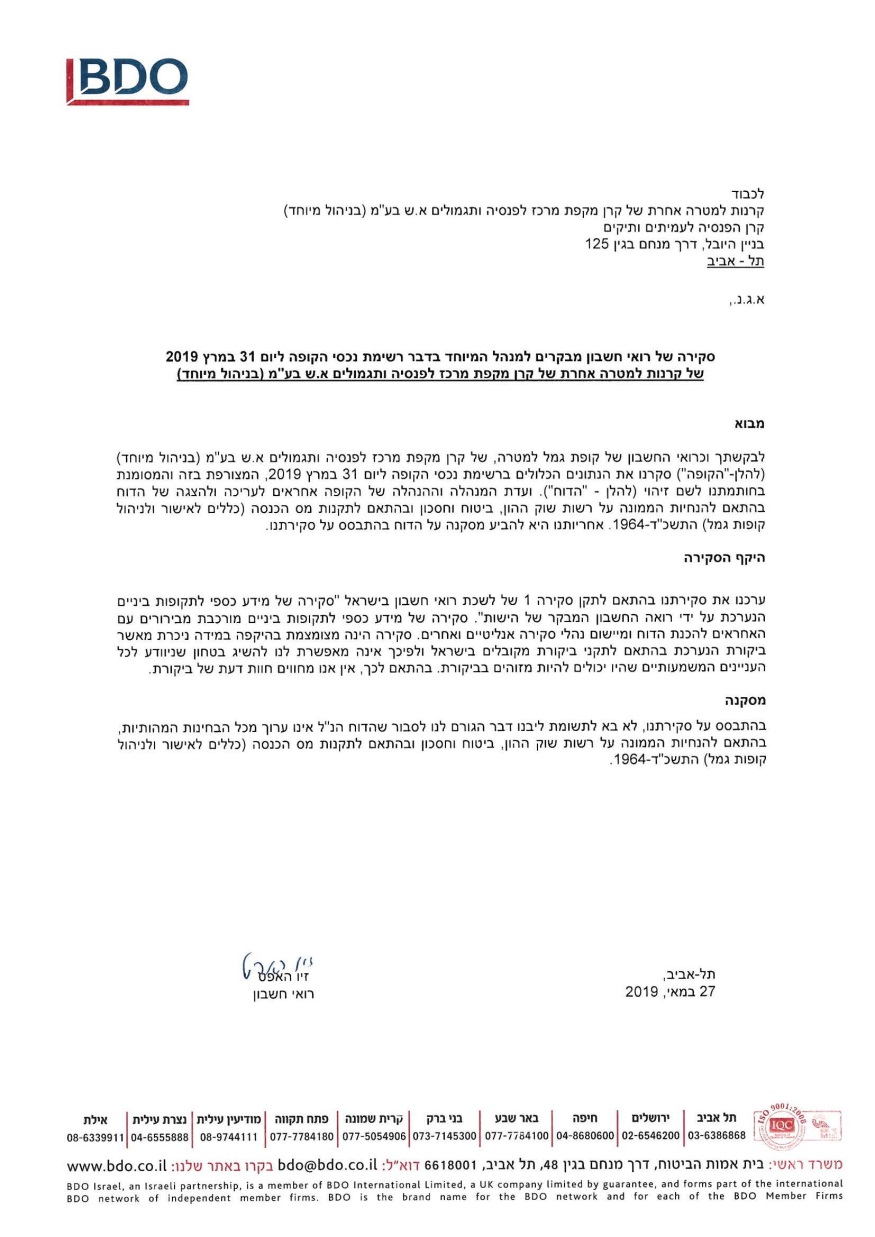 BDO
לכבוד
קרנות למטרה אחרת של קרן מקפת מרכז לפנסיה ותגמולים א.ש בע"מ (בניהול מיוחד)
קרן הפנסיה לעמיתים ותיקים
בניין היובל, דרך מנחם בגין 125
תל - אביב
א.ג.נ.,
סקירה של רואי חשבון מבקרים למנהל המיוחד בדבר רשימת נכסי הקופה ליום 31 במרץ 2019
של קרנות למטרה אחרת של קרן מקפת מרכז לפנסיה ותגמולים א.ש בע"מ (בניהול מיוחד)
מבוא
לבקשתך וכרואי החשבון של קופת גמל למטרה, של קרן מקפת מרכז לפנסיה ותגמולים א.ש בע"מ (בניהול מיוחד)
(להלן-"הקופה") סקרנו את הנתונים הכלולים ברשימת נכסי הקופה ליום 31 במרץ 2019, המצורפת בזה והמסומנת
בחותמתנו לשם זיהוי (להלן - "הדוח"). ועדת המנהלה וההנהלה של הקופה אחראים לעריכה ולהצגה של הדוח
בהתאם להנחיות הממונה על רשות שוק ההון, ביטוח וחסכון ובהתאם לתקנות מס הכנסה (כללים לאישור ולניהול
קופות גמל) התשכ"ד-1964. אחריותנו היא להביע מסקנה על הדוח בהתבסס על סקירתנו.
היקף הסקירה
ערכנו את סקירתנו בהתאם לתקן סקירה 1 של לשכת רואי חשבון בישראל "סקירה של מידע כספי לתקופות ביניים
הנערכת על ידי רואה החשבון המבקר של הישות". סקירה של מידע כספי לתקופות ביניים מורכבת מבירורים עם
האחראים להכנת הדוח ומיישום נהלי סקירה אנליטיים ואחרים. סקירה הינה מצומצמת בהיקפה במידה ניכרת מאשר
ביקורת הנערכת בהתאם לתקני ביקורת מקובלים בישראל ולפיכך אינה מאפשרת לנו להשיג בטחון שניוודע לכל
העניינים המשמעותיים שהיו יכולים להיות מזוהים בביקורת. בהתאם לכך, אין אנו מחווים חוות דעת של ביקורת.
מסקנה
בהתבסס על סקירתנו, לא בא לתשומת ליבנו דבר הגורם לנו לסבור שהדוח הנ"ל אינו ערוך מכל הבחינות המהותיות,
בהתאם להנחיות הממונה על רשות שוק ההון, ביטוח וחסכון ובהתאם לתקנות מס הכנסה (כללים לאישור ולניהול
קופות גמל) התשכ"ד-1964.
תל-אביב,
27 במאי, 2019
זיו האפט
רואי חשבון
תל אביב | ירושלים | חיפה | באר שבע | בני ברק | קרית שמונה | פתח תקווה | מודיעין עילית | נצרת עילית | אילת
03-6386868 | 02-6546200 | 04-8680600 | 077-7784100 | 073-7145300 | 077-5054906 | 077-7784180 | 08-9744111 | 04-6555888 | 08-6339911
ISO 9001:2008
IQC
משרד ראשי: בית אמות הביטוח, דרך מנחם בגין 48, תל אביב, 6618001 דוא"ל: bdo@bdo.co.il בקרו באתר שלנו: www.bdo.co.il
BDO Israel, an Israeli partnership, is a member of BDO International Limited, a UK company limited by guarantee, and forms part of the international
BDO network of independent member firms. BDO is the brand name for the BDO network and for each of the BDO Member Firms